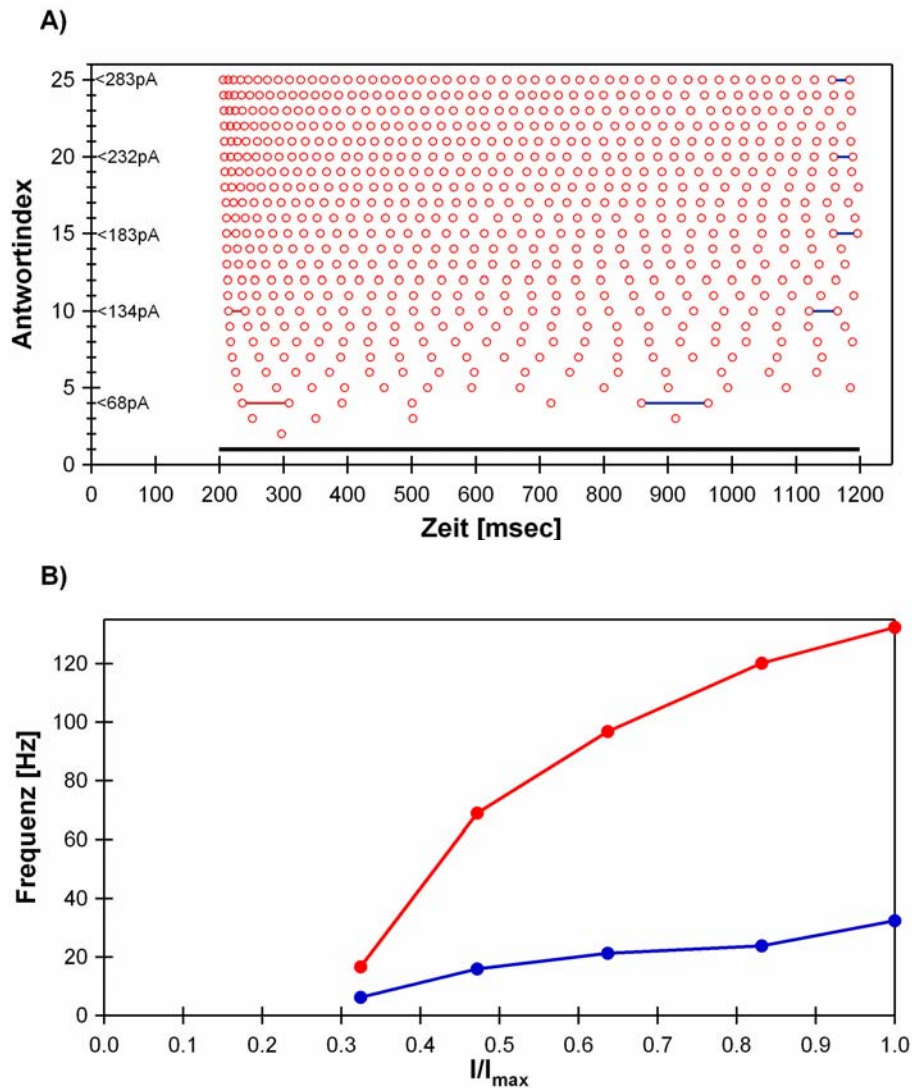 A)
Antwortindex
25
<283pA
20
<232pA
15
<183pA
10
<134pA
5
<68pA
0
0 100 200 300 400 500 600 700 800 900 1000 1100 1200
Zeit [msec]
B)
Frequenz [Hz]
120
100
80
60
40
20
0
0.0 0.1 0.2 0.3 0.4 0.5 0.6 0.7 0.8 0.9 1.0
I/Imax